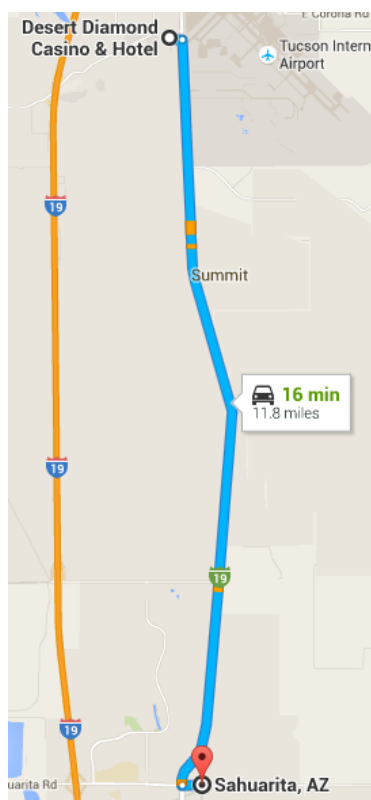 E Corona Rd
Desert Diamond
Casino & Hotel
Tucson Intern
Airport
19
Summit
16 min
11.8 miles
19
19
19
uarita Rd
Sahuarita, AZ